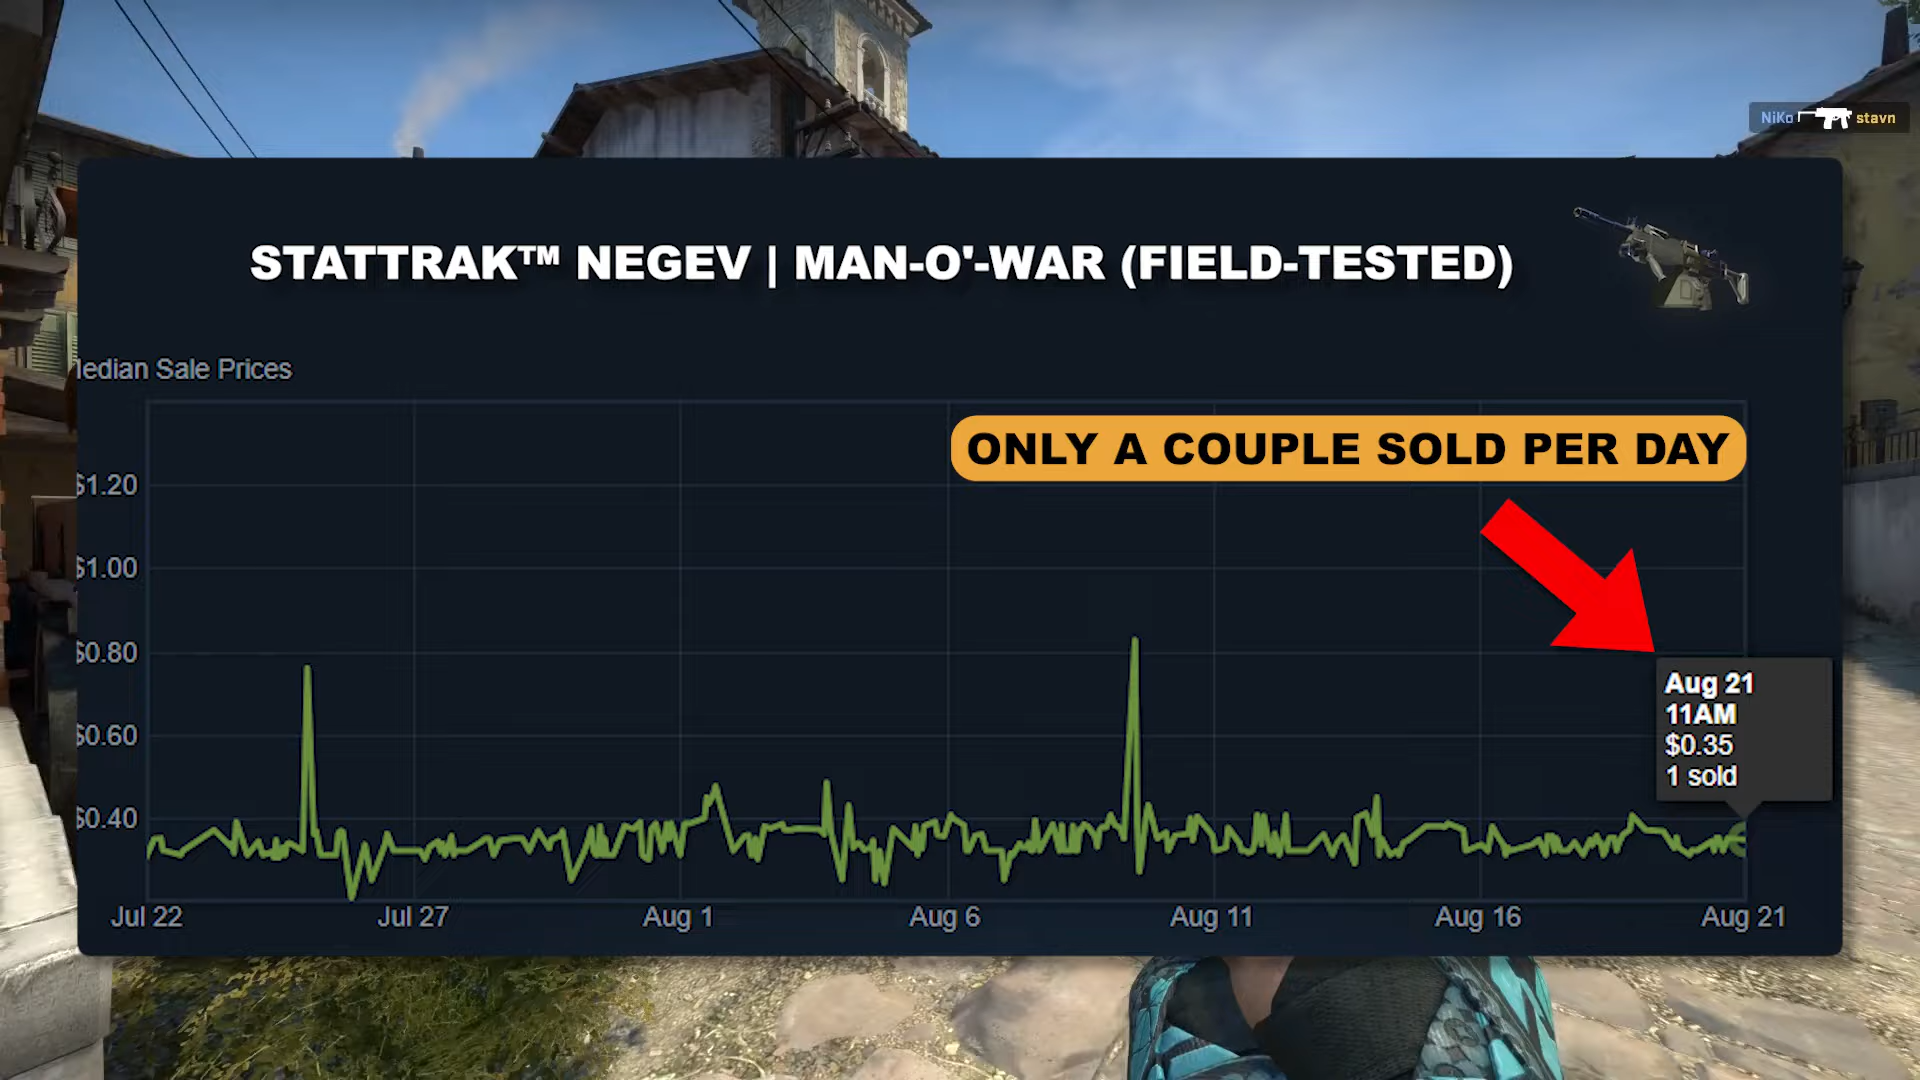 NiKo stavn
STATTRAK™ NEGEV | MAN-O'-WAR (FIELD-TESTED)
Median Sale Prices
ONLY A COUPLE SOLD PER DAY
$1.20
$1.00
$0.80
$0.60
$0.40
Aug 21
11AM
$0.35
1 sold
Jul 22 Jul 27 Aug 1 Aug 6 Aug 11 Aug 16 Aug 21